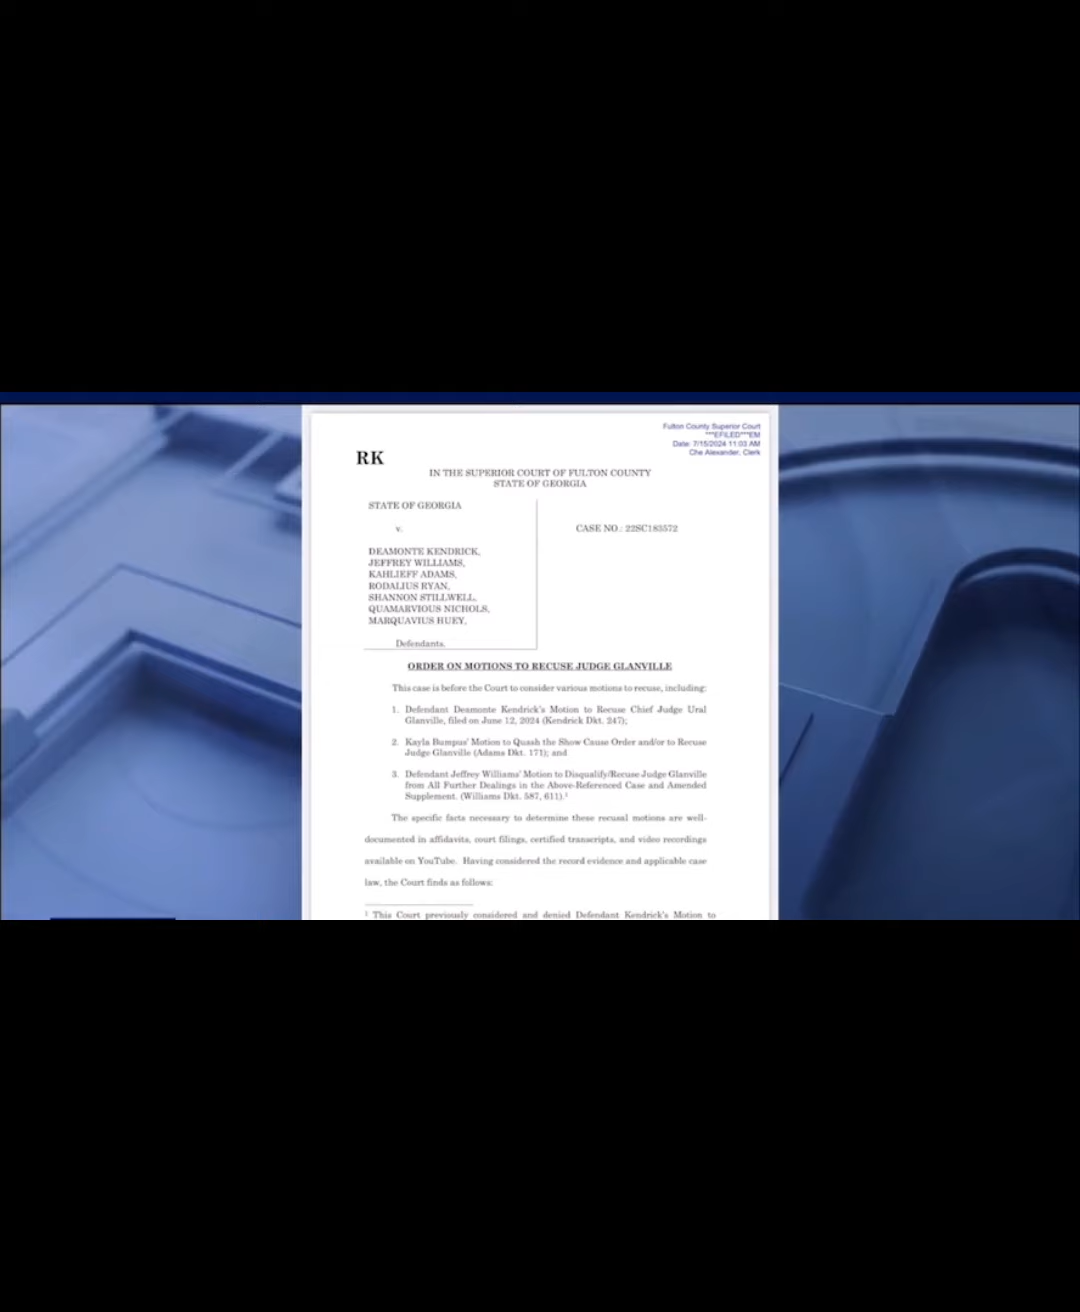 Fulton County Superior Court
***EFILED***EM
Date: 7/15/2024 11:03 AM
Che Alexander, Clerk
RK
IN THE SUPERIOR COURT OF FULTON COUNTY
STATE OF GEORGIA
STATE OF GEORGIA
v.
CASE NO.: 22SC183572
DEAMONTE KENDRICK,
JEFFREY WILLIAMS,
KAHLIEFF ADAMS,
RODALIUS RYAN,
SHANNON STILLWELL,
QUAMARVIOUS NICHOLS,
MARQUAVIUS HUEY,
Defendants.
ORDER ON MOTIONS TO RECUSE JUDGE GLANVILLE
This case is before the Court to consider various motions to recuse, including:
1. Defendant Deamonte Kendrick's Motion to Recuse Chief Judge Ural
Glanville, filed on June 12, 2024 (Kendrick Dkt. 247);
2. Kayla Bumpus' Motion to Quash the Show Cause Order and/or to Recuse
Judge Glanville (Adams Dkt. 171); and
3. Defendant Jeffrey Williams' Motion to Disqualify/Recuse Judge Glanville
from All Further Dealings in the Above-Referenced Case and Amended
Supplement. (Williams Dkt. 587, 611).¹
The specific facts necessary to determine these recusal motions are well-
documented in affidavits, court filings, certified transcripts, and video recordings
available on YouTube. Having considered the record evidence and applicable case
law, the Court finds as follows:
¹ This Court previously considered and denied Defendant Kendrick's Motion to